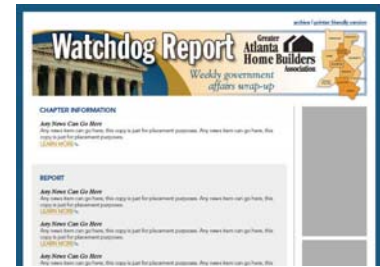 archive | printer friendly version
Watchdog Report
Greater
Atlanta
Home Builders
Association
Weekly government
affairs wrap-up
CHAPTER INFORMATION
Any News Can Go Here
Any news item can go here, this copy is just for placement purposes. Any news item can go here, this
copy is just for placement purposes.
LEARN MORE
REPORT
Any News Can Go Here
Any news item can go here, this copy is just for placement purposes. Any news item can go here, this
copy is just for placement purposes.
LEARN MORE
Any News Can Go Here
Any news item can go here, this copy is just for placement purposes. Any news item can go here, this
copy is just for placement purposes.
LEARN MORE
Any News Can Go Here
Any news item can go here, this copy is just for placement purposes. Any news item can go here, this